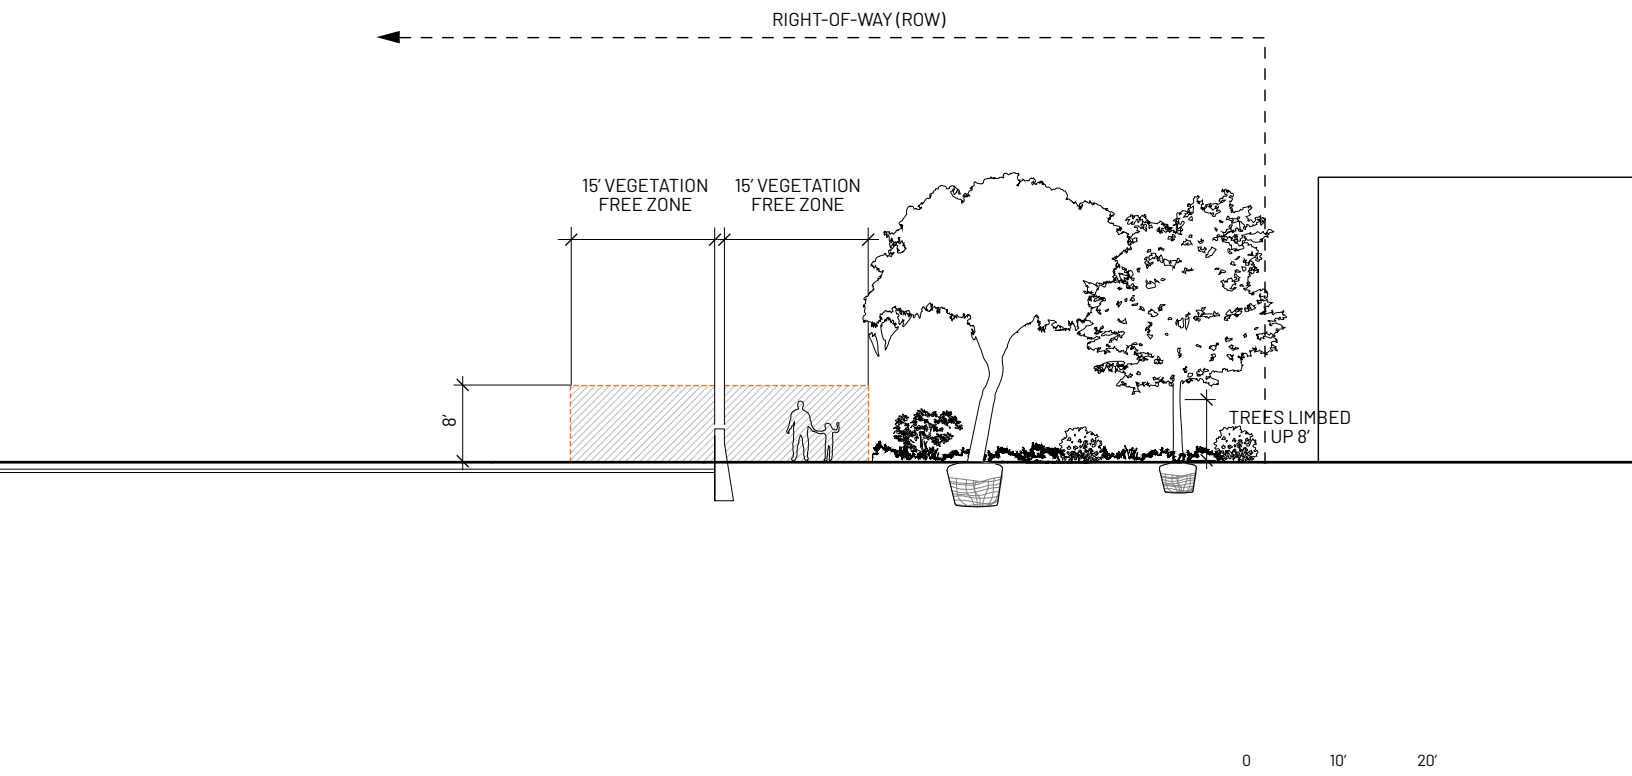 RIGHT-OF-WAY (ROW)
15’ VEGETATION
FREE ZONE
15’ VEGETATION
FREE ZONE
8’
TREES LIMBED
UP 8’
0
10’
20’